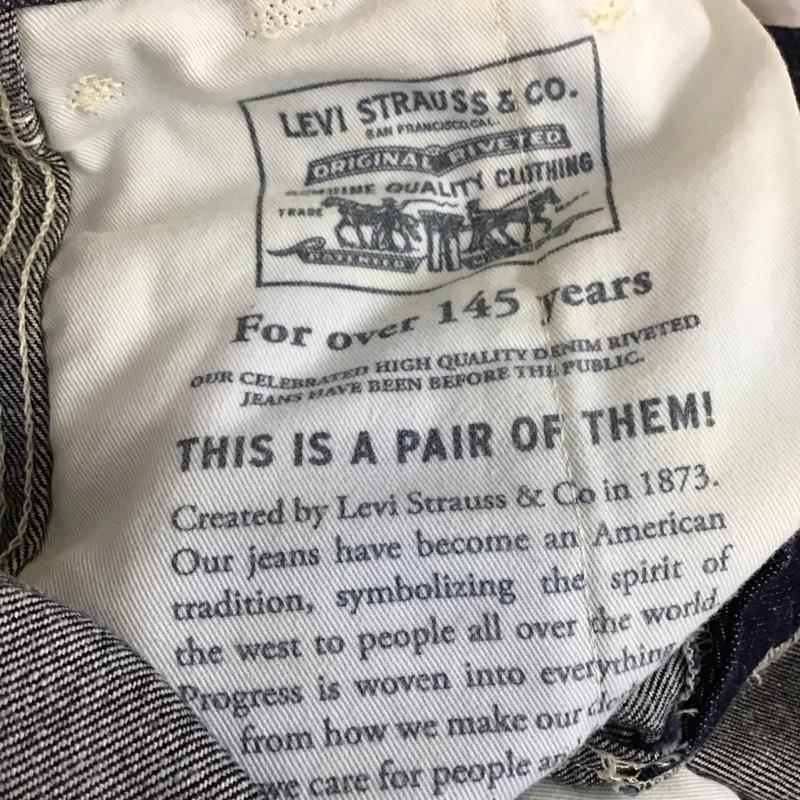 LEVI STRAUSS & CO.
SAN FRANCISCO, CAL.
ORIGINAL RIVETED
QUALITY CLOTHING
TRADE
PATENTED
For over 145 years
OUR CELEBRATED HIGH QUALITY DENIM RIVETED
JEANS HAVE BEEN BEFORE THE PUBLIC.
THIS IS A PAIR OF THEM!
Created by Levi Strauss & Co in 1873.
Our jeans have become an American
tradition, symbolizing the spirit of
the west to people all over the world.
Progress is woven into everything
from how we make our
we care for people